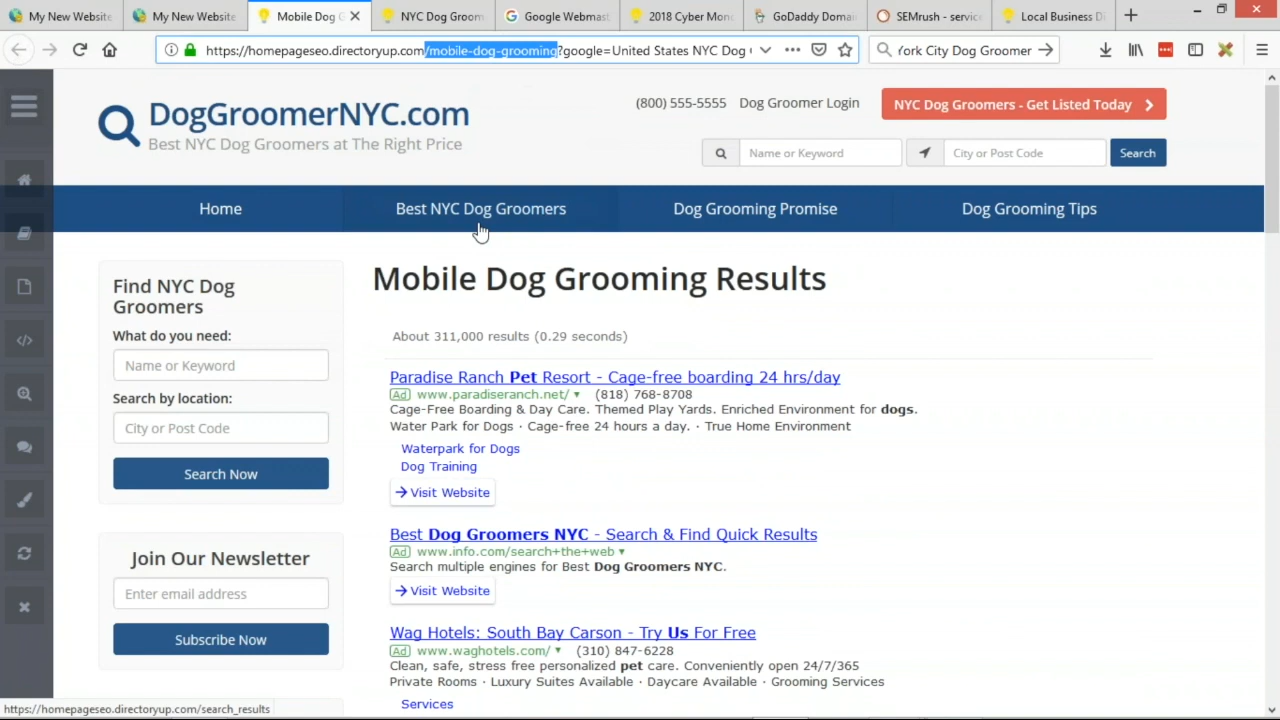 My New Website
My New Website
Mobile Dog G
NYC Dog Groom
Google Webmast
2018 Cyber Mon
GoDaddy Domai
SEMrush - service
Local Business Di
https://homepageseo.directoryup.com/mobile-dog-grooming?google=United States NYC Dog
York City Dog Groomer
DogGroomerNYC.com
Best NYC Dog Groomers at The Right Price
(800) 555-5555 Dog Groomer Login
NYC Dog Groomers - Get Listed Today
Name or Keyword
City or Post Code
Search
Home
Best NYC Dog Groomers
Dog Grooming Promise
Dog Grooming Tips
Find NYC Dog
Groomers
What do you need:
Name or Keyword
Search by location:
City or Post Code
Search Now
Join Our Newsletter
Enter email address
Subscribe Now
Mobile Dog Grooming Results
About 311,000 results (0.29 seconds)
Paradise Ranch Pet Resort - Cage-free boarding 24 hrs/day
Ad www.paradiseranch.net/ (818) 768-8708
Cage-Free Boarding & Day Care. Themed Play Yards. Enriched Environment for dogs.
Water Park for Dogs · Cage-free 24 hours a day. · True Home Environment
Waterpark for Dogs
Dog Training
Visit Website
Best Dog Groomers NYC - Search & Find Quick Results
Ad www.info.com/search+the+web
Search multiple engines for Best Dog Groomers NYC.
Visit Website
Wag Hotels: South Bay Carson - Try Us For Free
Ad www.waghotels.com/ (310) 847-6228
Clean, safe, stress free personalized pet care. Conveniently open 24/7/365
Private Rooms · Luxury Suites Available · Daycare Available · Grooming Services
Services
https://homepageseo.directoryup.com/search_results